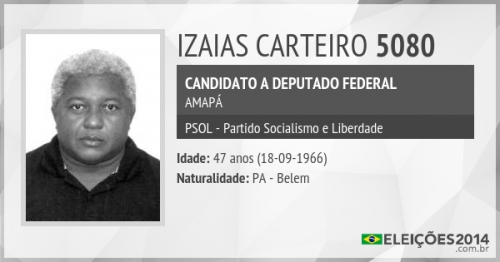 IZAIAS CARTEIRO 5080
CANDIDATO A DEPUTADO FEDERAL
AMAPÁ
PSOL - Partido Socialismo e Liberdade
Idade: 47 anos (18-09-1966)
Naturalidade: PA - Belem
ELEIÇÕES2014
.com.br